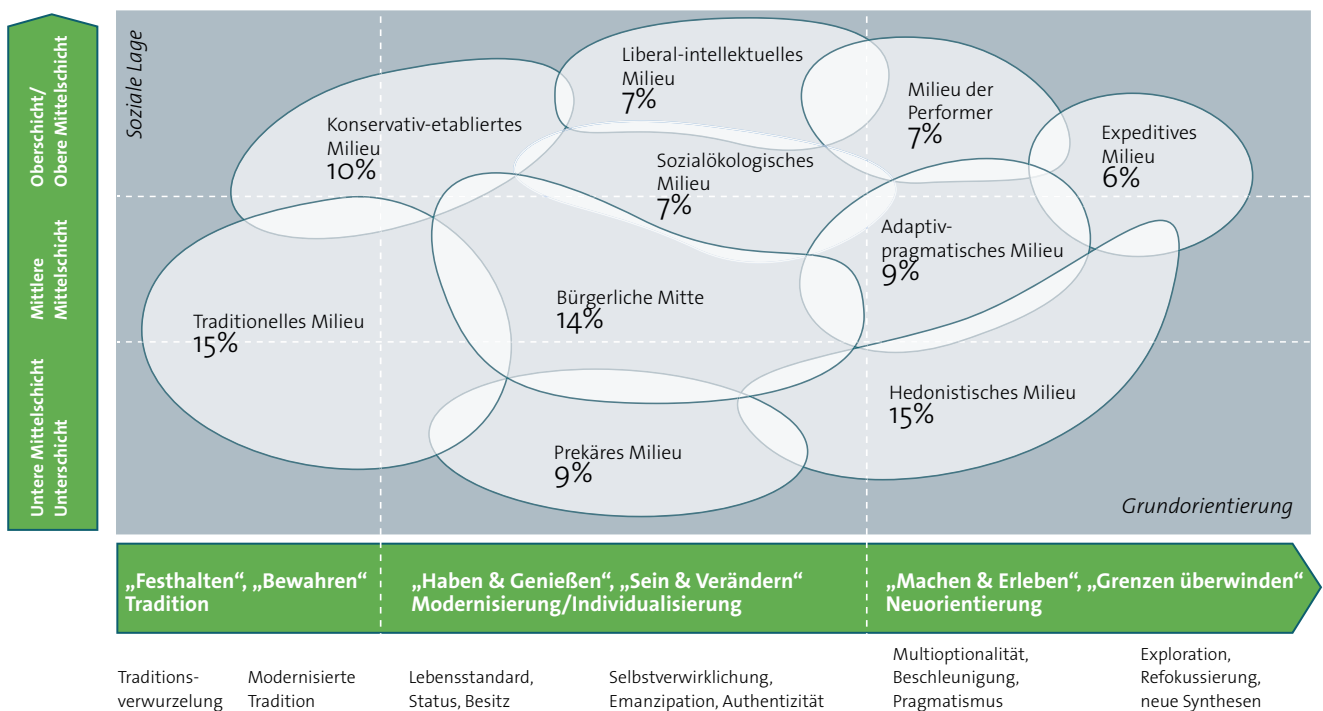 Oberschicht/
Obere Mittelschicht
Mittlere
Mittelschicht
Untere Mittelschicht
Unterschicht
Soziale Lage
Liberal-intellektuelles
Milieu
7%
Milieu der
Performer
7%
Konservativ-etabliertes
Milieu
10%
Expeditives
Milieu
6%
Sozialökologisches
Milieu
7%
Adaptiv-
pragmatisches Milieu
9%
Bürgerliche Mitte
14%
Traditionelles Milieu
15%
Hedonistisches Milieu
15%
Prekäres Milieu
9%
Grundorientierung
„Festhalten“, „Bewahren“
Tradition
„Haben & Genießen“, „Sein & Verändern“
Modernisierung/Individualisierung
„Machen & Erleben“, „Grenzen überwinden“
Neuorientierung
Traditions-
verwurzelung
Modernisierte
Tradition
Lebensstandard,
Status, Besitz
Selbstverwirklichung,
Emanzipation, Authentizität
Multioptionalität,
Beschleunigung,
Pragmatismus
Exploration,
Refokussierung,
neue Synthesen